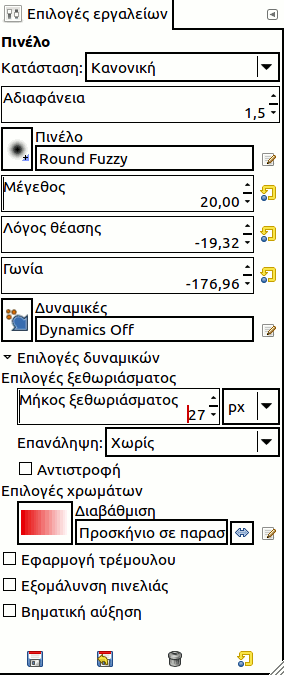 Επιλογές εργαλείων
Πινέλο
Κατάσταση: Κανονική
Αδιαφάνεια
1,5
Πινέλο
Round Fuzzy
Μέγεθος
20,00
Λόγος θέασης
-19,32
Γωνία
-176,96
Δυναμικές
Dynamics Off
Επιλογές δυναμικών
Επιλογές ξεθωριάσματος
Μήκος ξεθωριάσματος
27 px
Επανάληψη: Χωρίς
Αντιστροφή
Επιλογές χρωμάτων
Διαβάθμιση
Προσκήνιο σε παρασ
Εφαρμογή τρέμουλου
Εξομάλυνση πινελιάς
Βηματική αύξηση